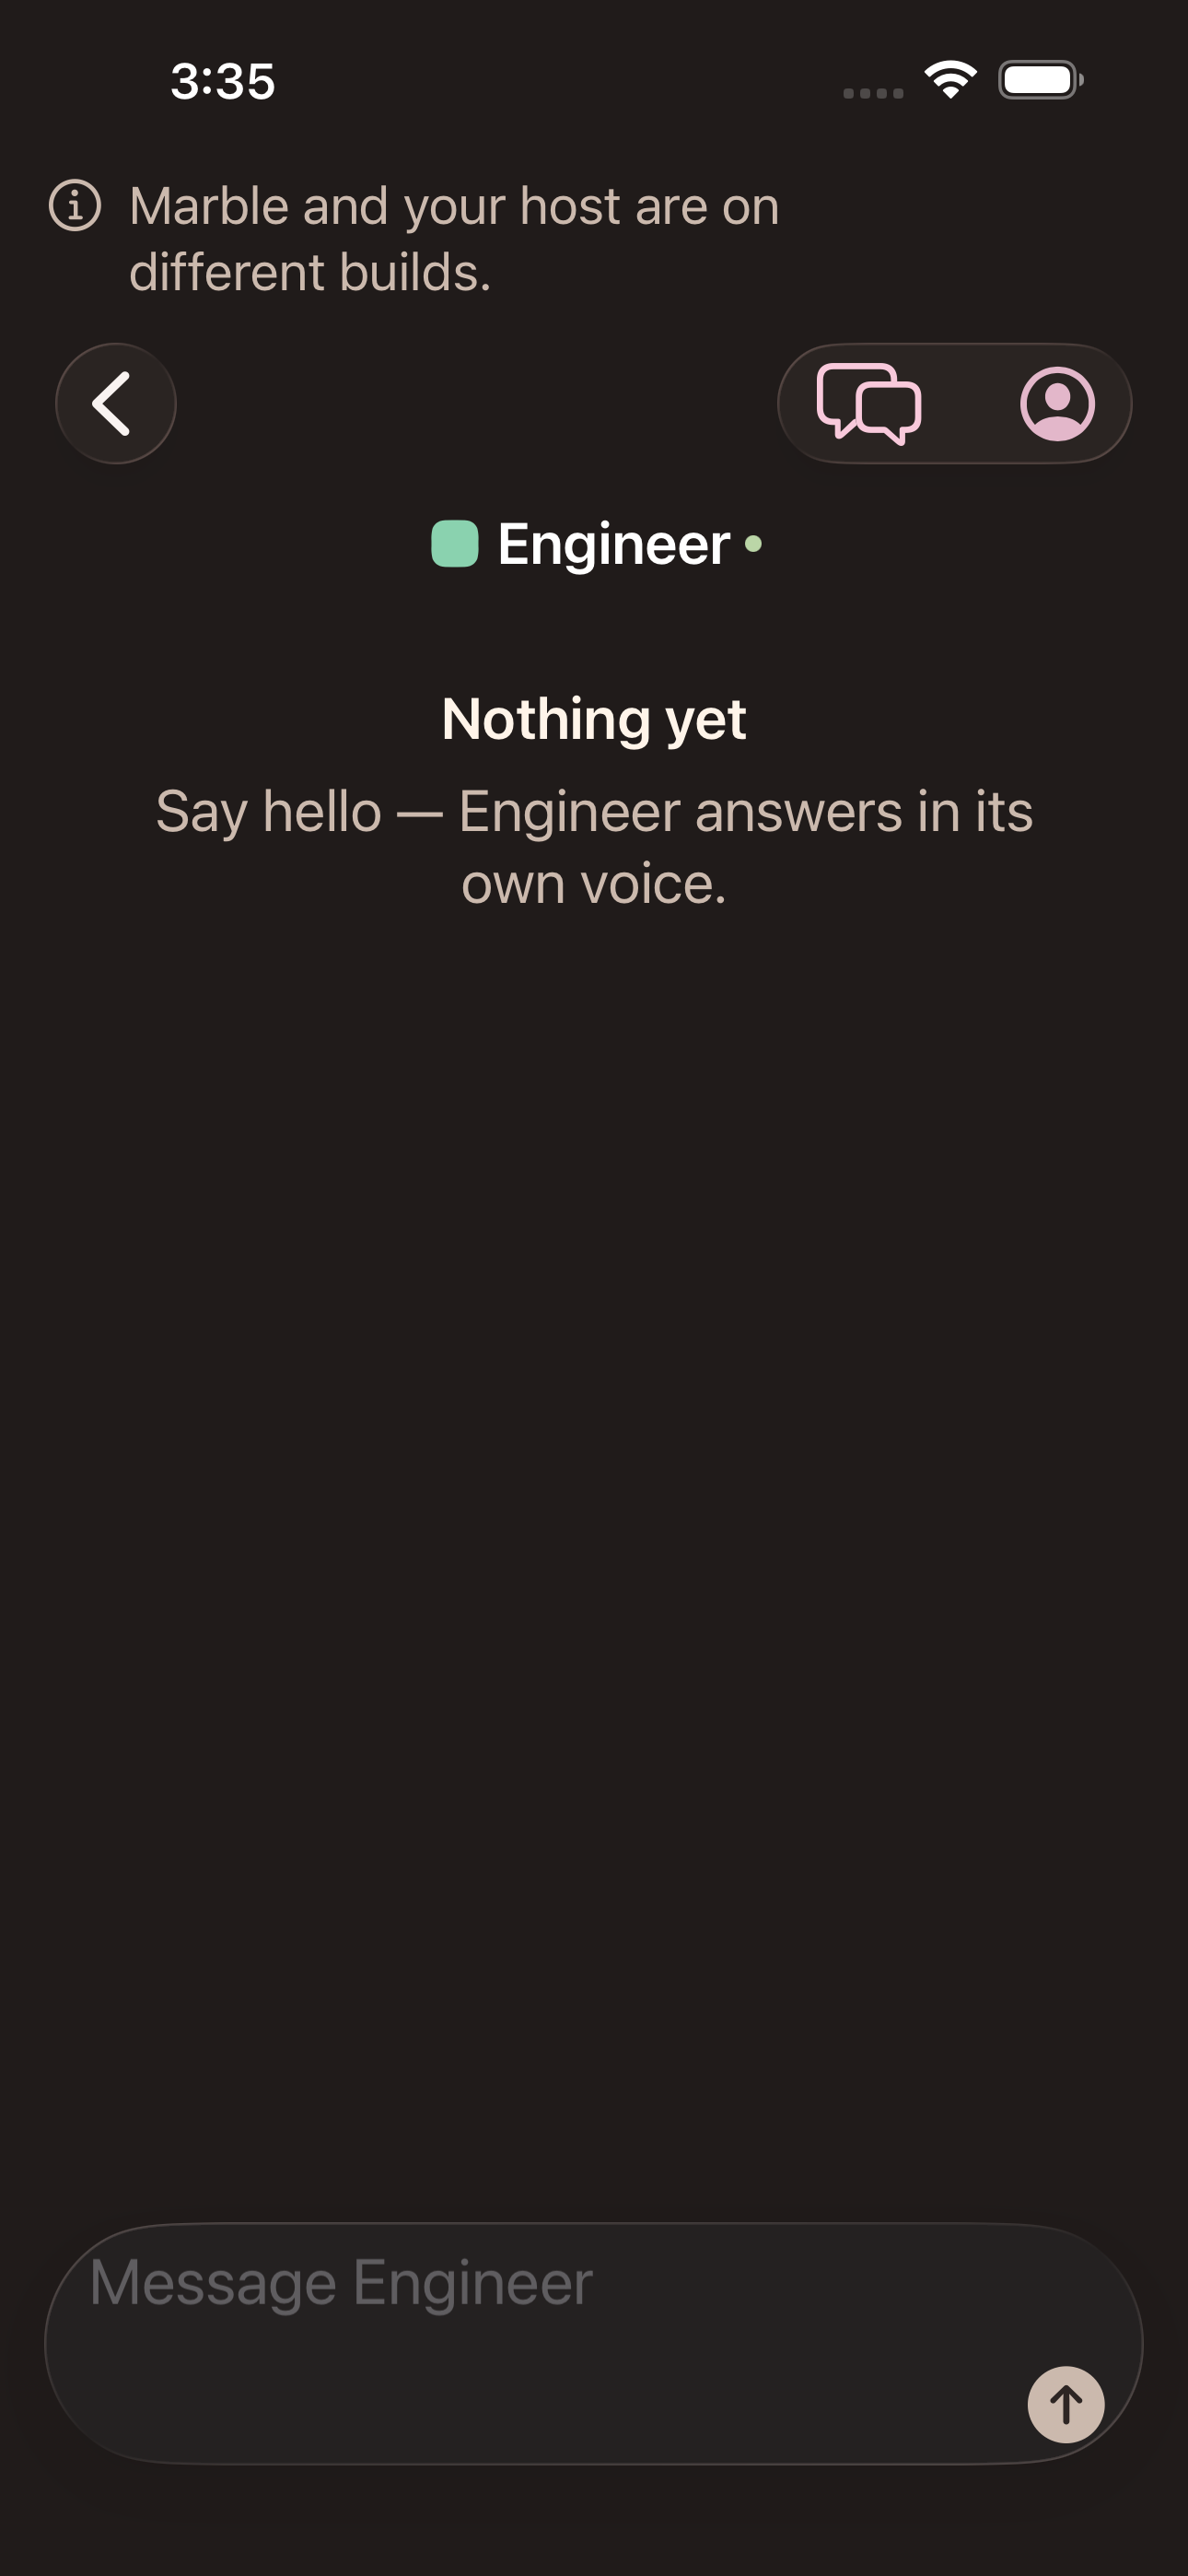 3:35
Marble and your host are on
different builds.
Engineer
Nothing yet
Say hello — Engineer answers in its
own voice.
Message Engineer